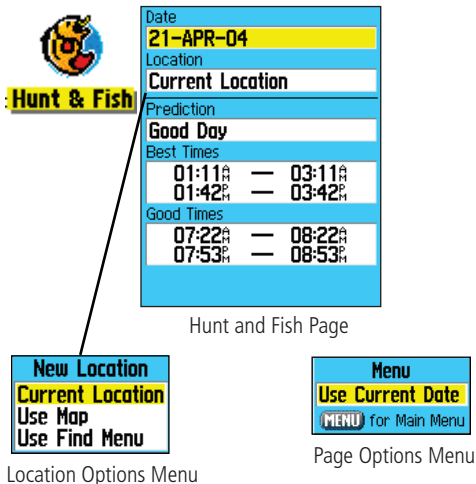 Hunt & Fish
Date
21-APR-04
Location
Current Location
Prediction
Good Day
Best Times
01:11AM — 03:11AM
01:42PM — 03:42PM
Good Times
07:22AM — 08:22AM
07:53PM — 08:53PM
Hunt and Fish Page
New Location
Current Location
Use Map
Use Find Menu
Location Options Menu
Menu
Use Current Date
MENU for Main Menu
Page Options Menu